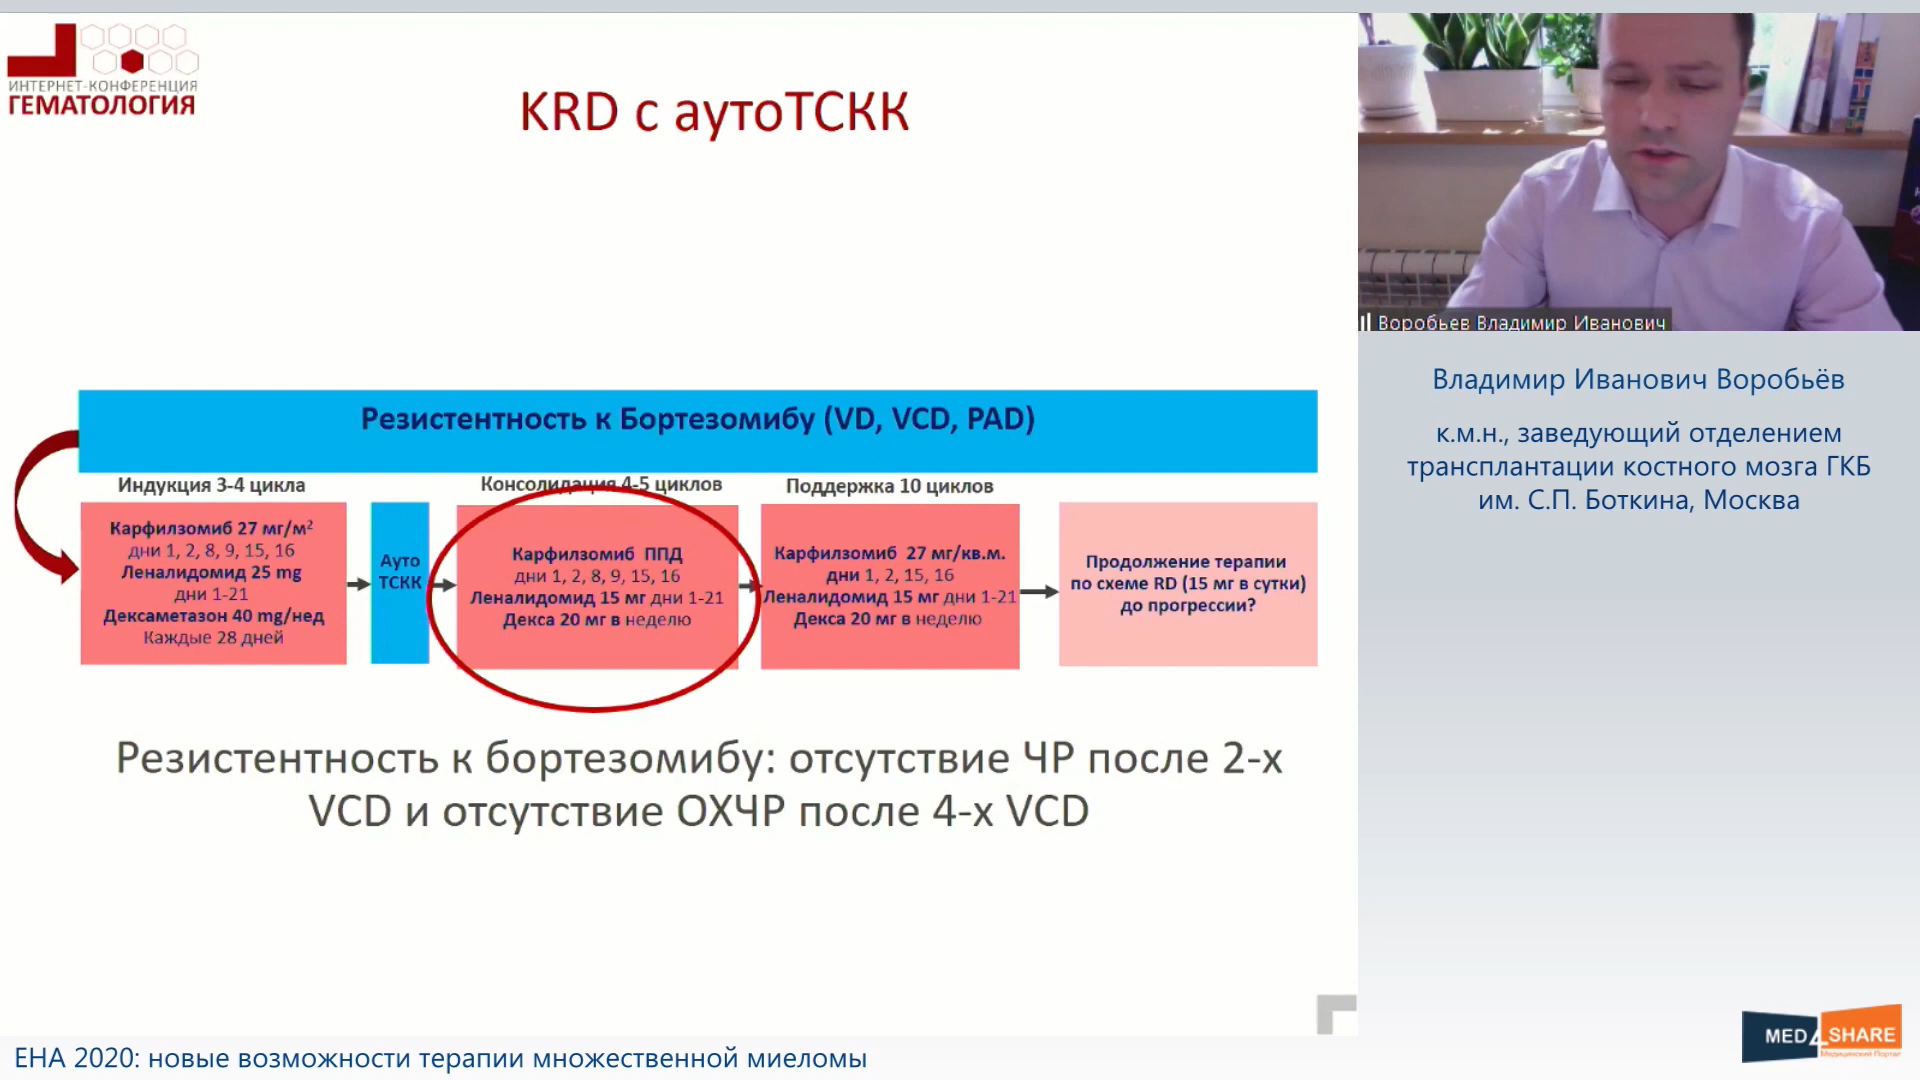 ИНТЕРНЕТ-КОНФЕРЕНЦИЯ
ГЕМАТОЛОГИЯ
KRD с аутоТСКК
Резистентность к Бортезомибу (VD, VCD, PAD)
Индукция 3-4 цикла
Карфилзомиб 27 мг/м²
дни 1, 2, 8, 9, 15, 16
Леналидомид 25 mg
дни 1-21
Дексаметазон 40 mg/нед
Каждые 28 дней
Ауто
ТСКК
Консолидация 4-5 циклов
Карфилзомиб ППД
дни 1, 2, 8, 9, 15, 16
Леналидомид 15 мг дни 1-21
Декса 20 мг в неделю
Поддержка 10 циклов
Карфилзомиб 27 мг/кв.м.
дни 1, 2, 15, 16
Леналидомид 15 мг дни 1-21
Декса 20 мг в неделю
Продолжение терапии
по схеме RD (15 мг в сутки)
до прогрессии?
Резистентность к бортезомибу: отсутствие ЧР после 2-х
VCD и отсутствие ОХЧР после 4-х VCD
Воробьев Владимир Иванович
Владимир Иванович Воробьёв
к.м.н., заведующий отделением
трансплантации костного мозга ГКБ
им. С.П. Боткина, Москва
MED4SHARE
Медицинский Портал
EHA 2020: новые возможности терапии множественной миеломы